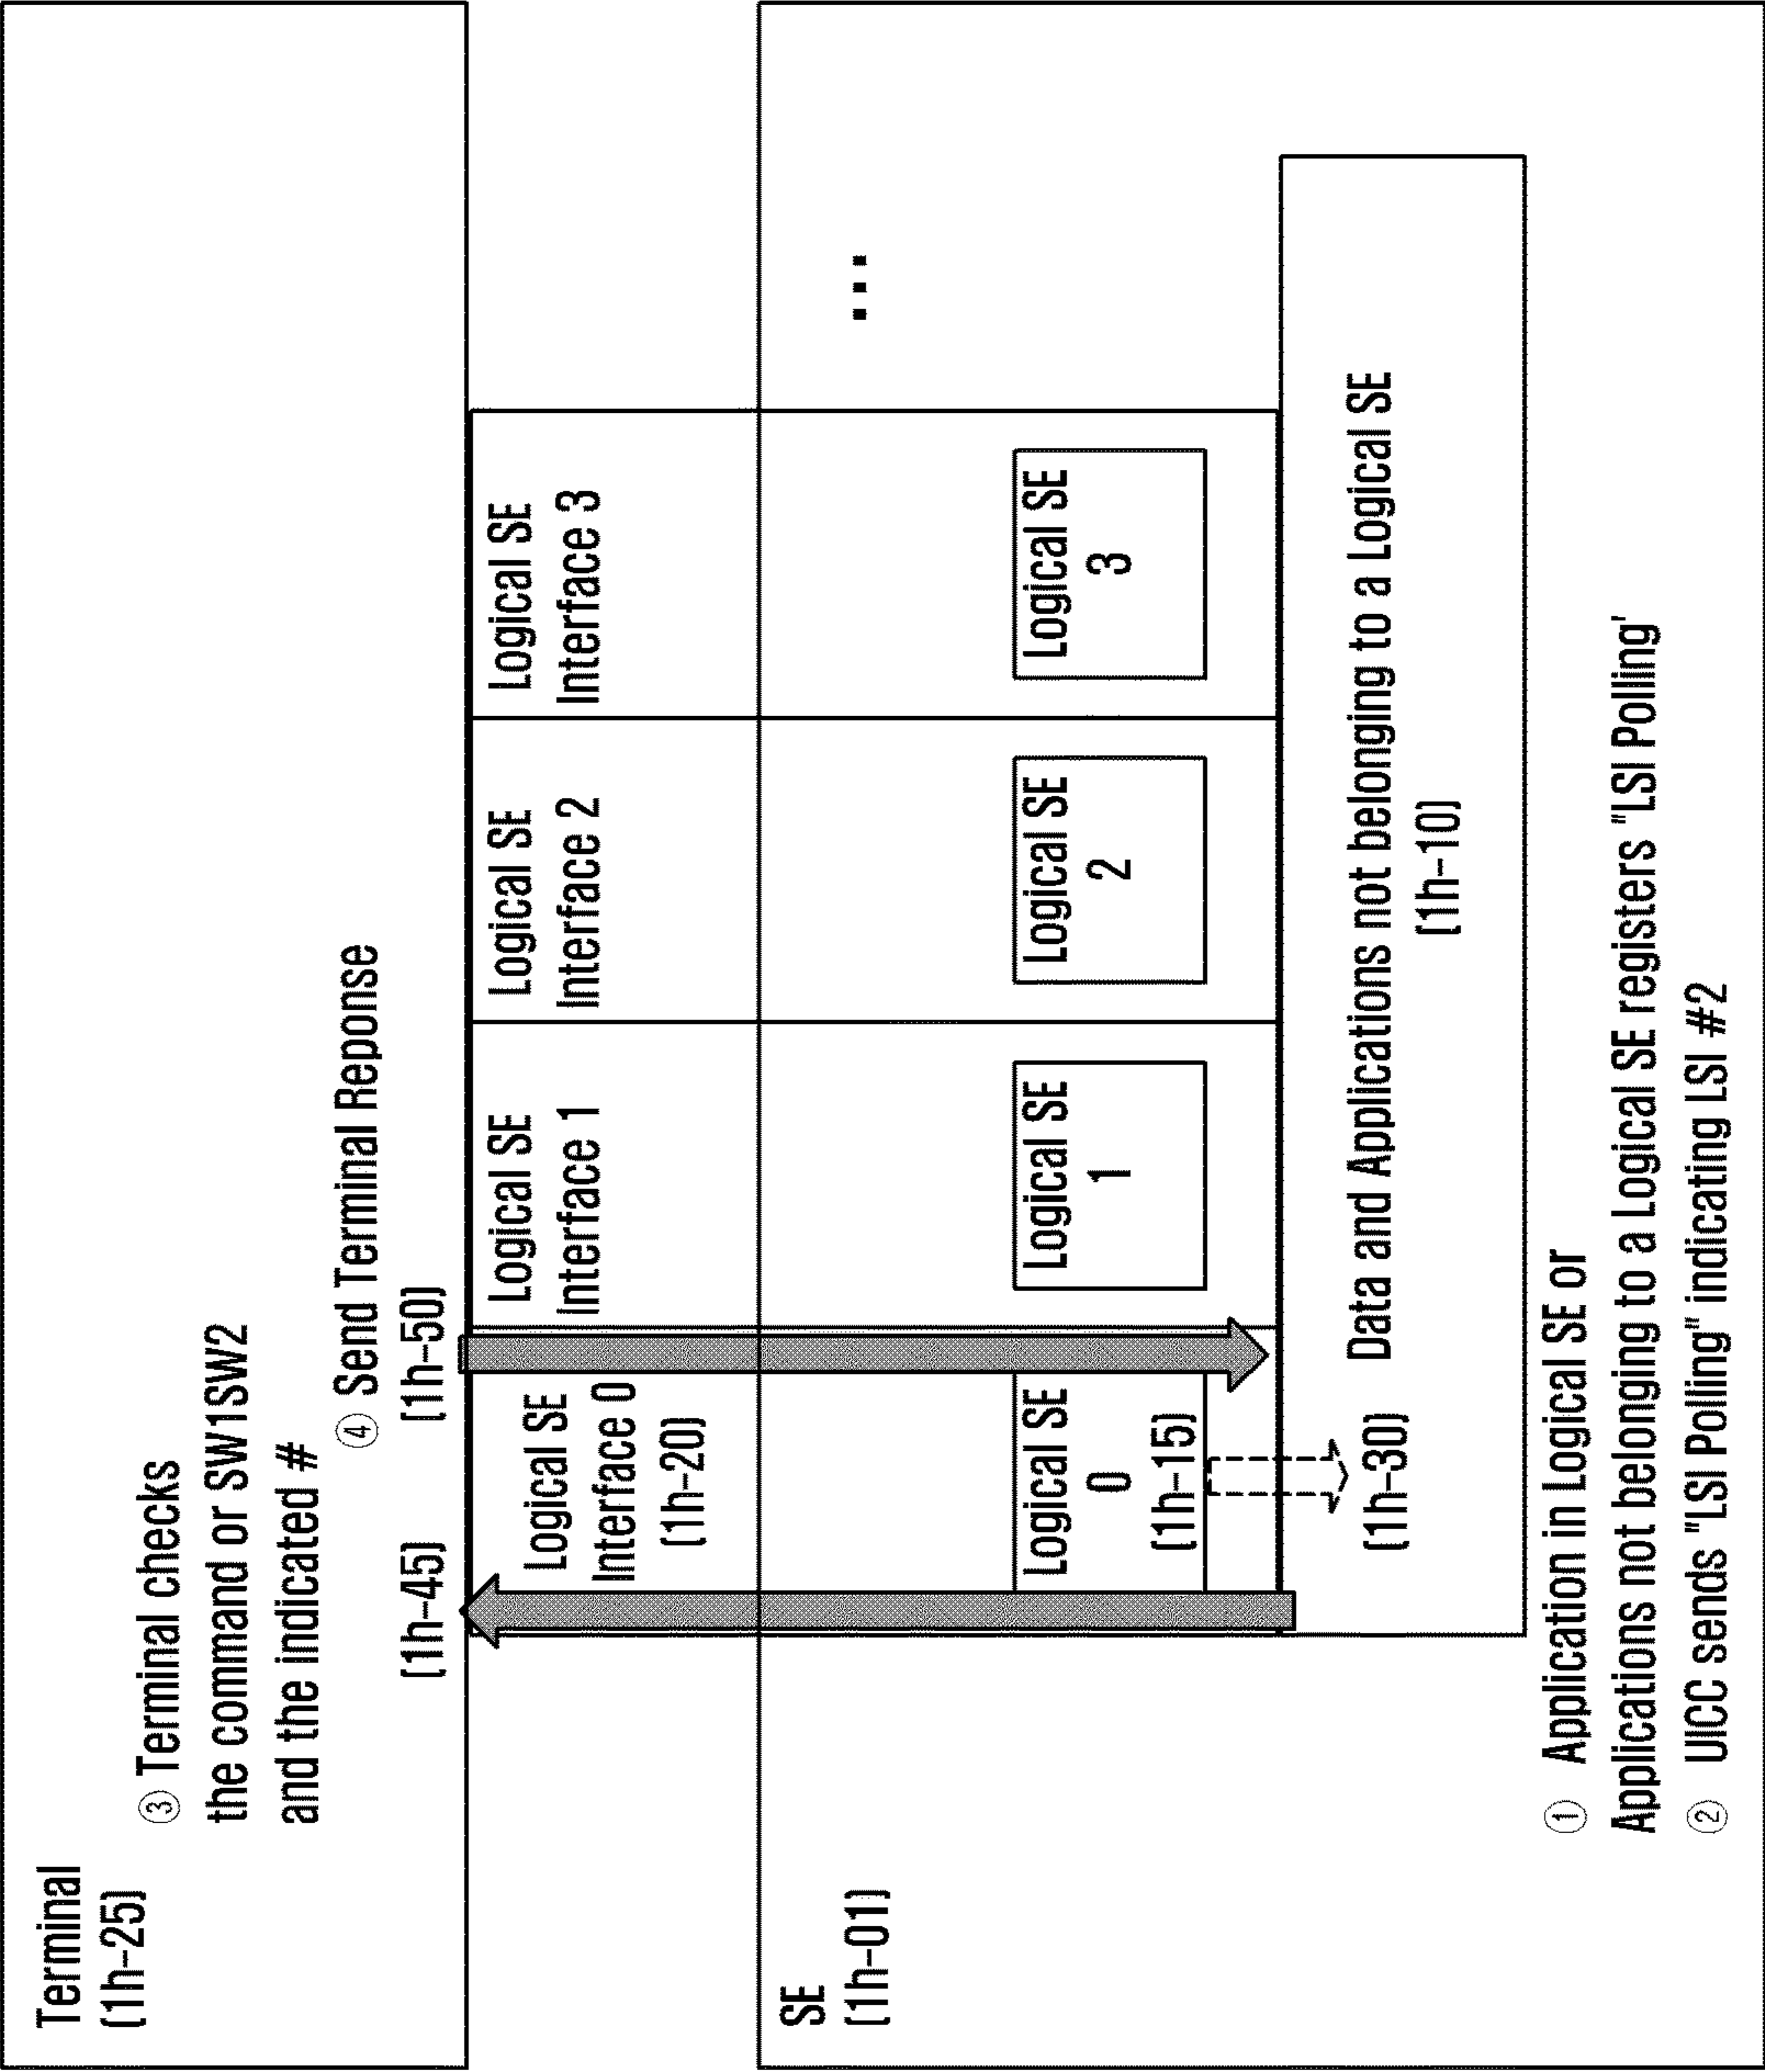 Terminal
(1h-25)
③ Terminal checks
the command or SW1SW2
and the indicated #
④ Send Terminal Reponse
(1h-45)
(1h-50)
Logical SE
Interface 0
(1h-20)
Logical SE
Interface 1
Logical SE
Interface 2
Logical SE
Interface 3
SE
(1h-01)
...
Logical SE
0
(1h-15)
Logical SE
1
Logical SE
2
Logical SE
3
(1h-30)
Data and Applications not belonging to a Logical SE
(1h-10)
① Application in Logical SE or
Applications not belonging to a Logical SE registers "LSI Polling'
② UICC sends "LSI Polling" indicating LSI #2